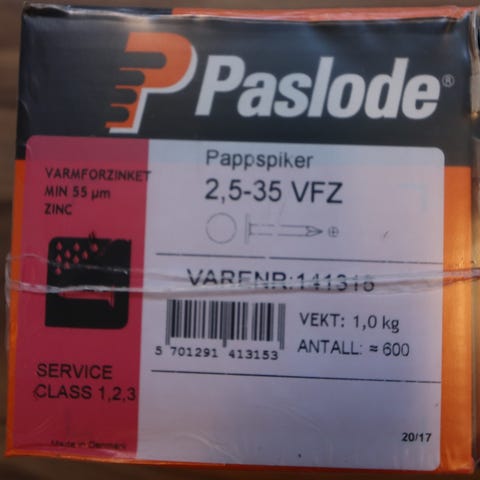 Paslode®
VARMFORZINKET
MIN 55 µm
ZINC
Pappspiker
2,5-35 VFZ
VARENR:141315
VEKT: 1,0 kg
ANTALL: ≈ 600
5 701291 413153
SERVICE
CLASS 1,2,3
Made in Denmark
20/17